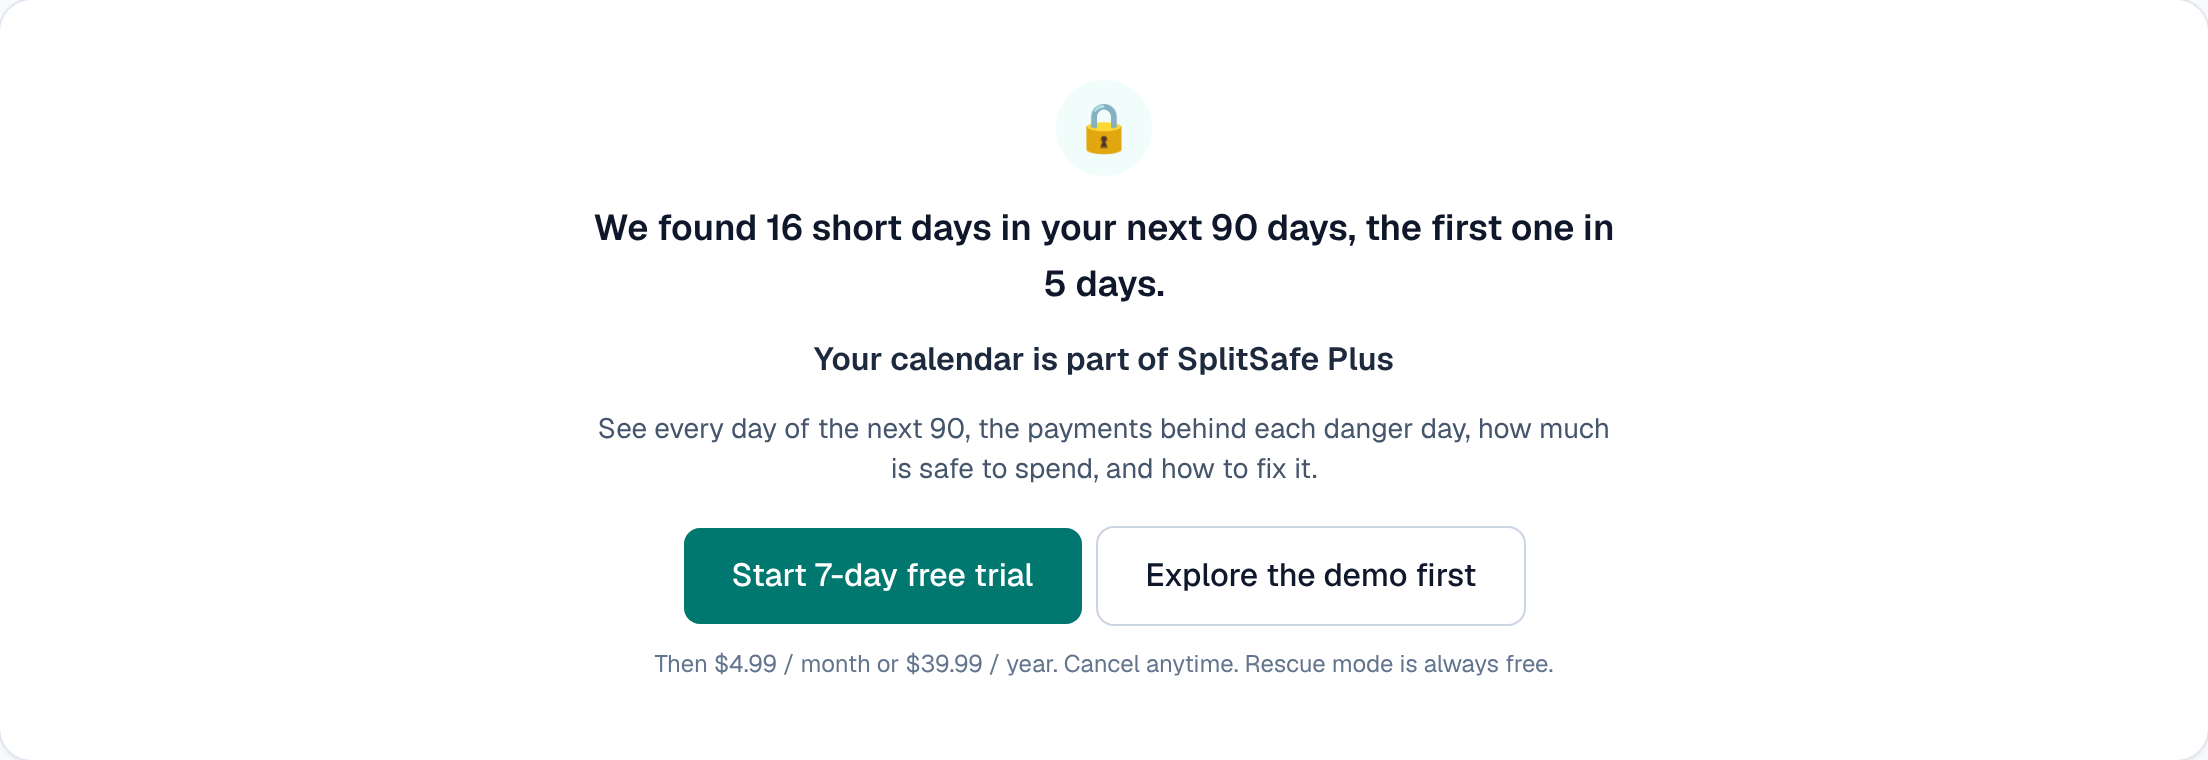 We found 16 short days in your next 90 days, the first one in
5 days.
Your calendar is part of SplitSafe Plus
See every day of the next 90, the payments behind each danger day, how much
is safe to spend, and how to fix it.
Start 7-day free trial
Explore the demo first
Then $4.99 / month or $39.99 / year. Cancel anytime. Rescue mode is always free.